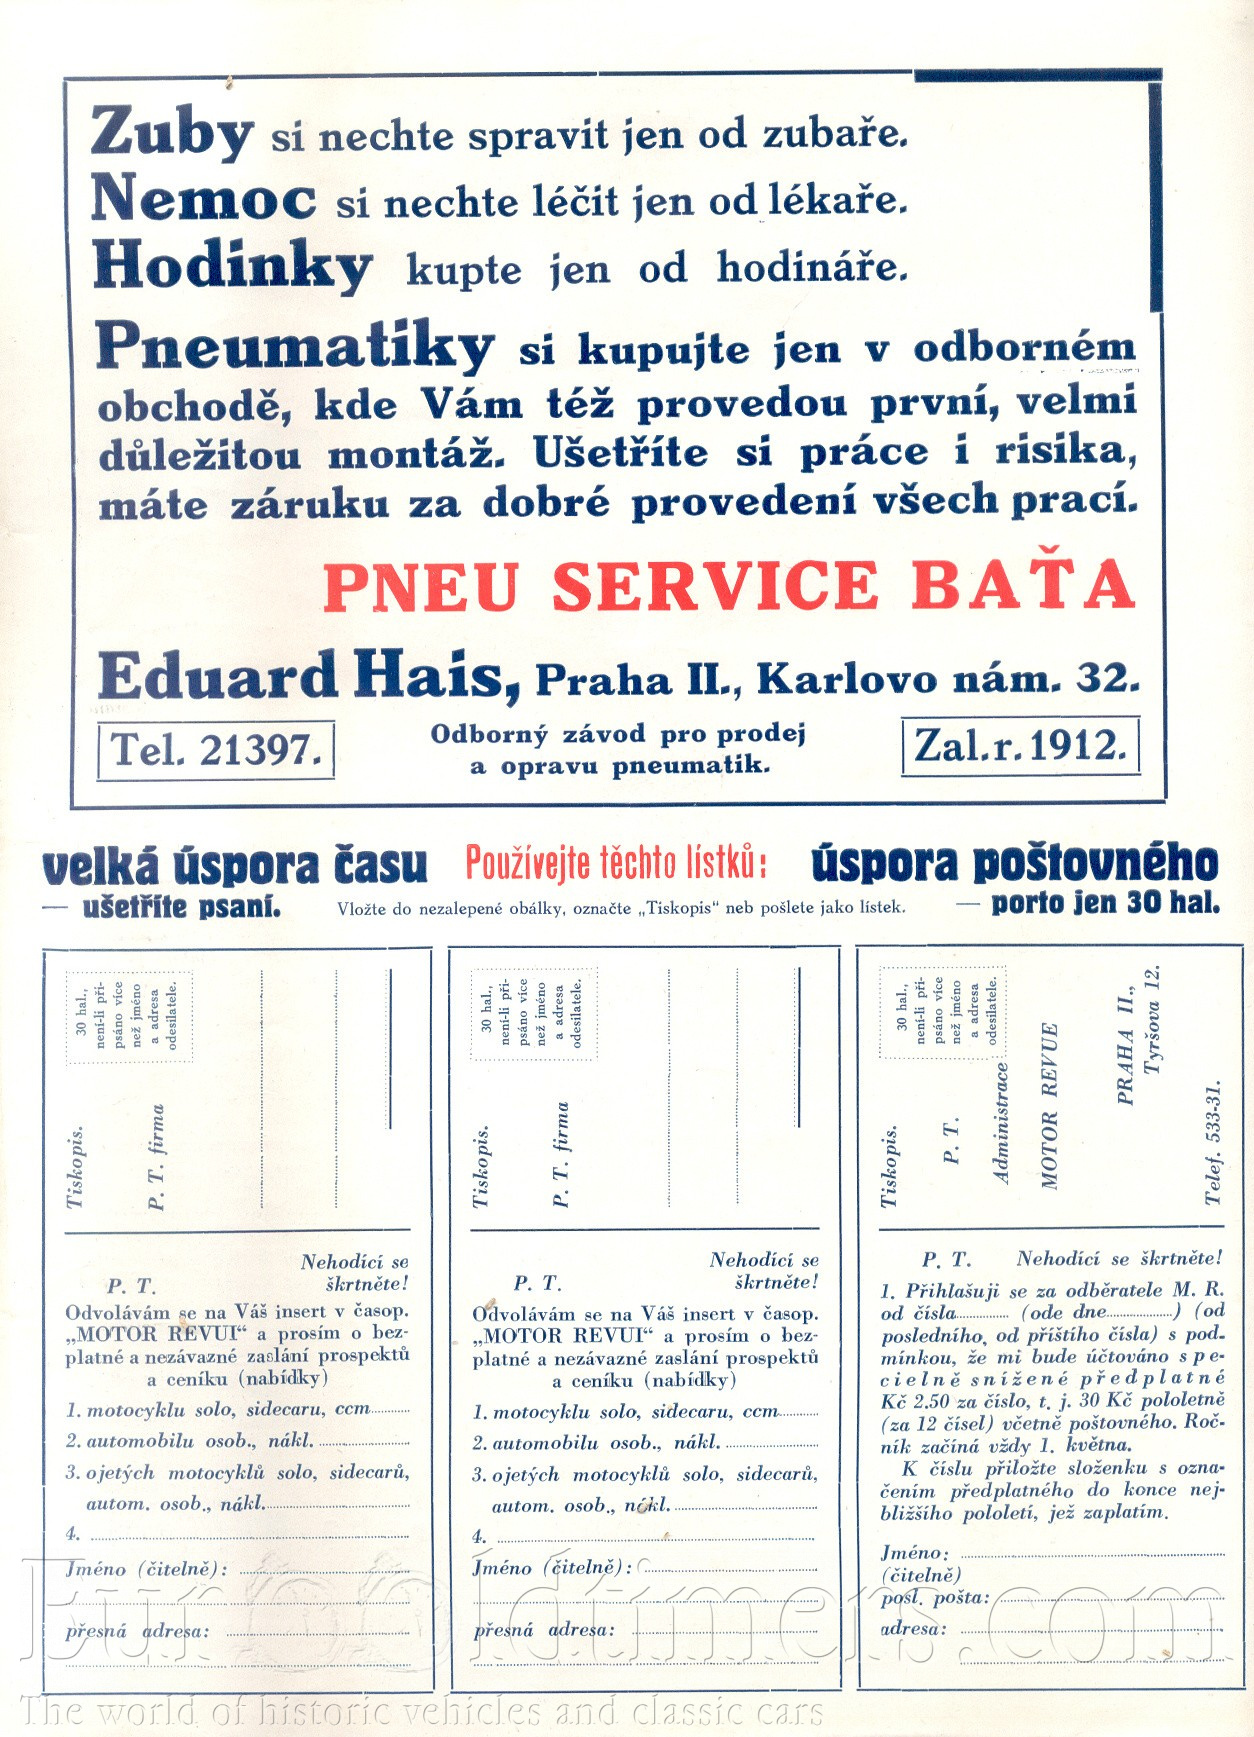 Zuby si nechte spravit jen od zubaře.
Nemoc si nechte léčit jen od lékaře.
Hodinky kupte jen od hodináře.
Pneumatiky si kupujte jen v odborném
obchodě, kde Vám též provedou první, velmi
důležitou montáž. Ušetříte si práce i risika,
máte záruku za dobré provedení všech prací.
PNEU SERVICE BAŤA
Eduard Hais, Praha II., Karlovo nám. 32.
Tel. 21397.
Odborný závod pro prodej
a opravu pneumatik.
Zal. r. 1912.
velká úspora času
— ušetříte psaní.
Používejte těchto lístků:
Vložte do nezalepené obálky, označte „Tiskopis“ neb pošlete jako lístek.
úspora poštovného
— porto jen 30 hal.
30 hal.,
není-li při-
psáno více
než jméno
a adresa
odesílatele.
Tiskopis.
P. T. firma
Nehodící se
P. T. škrtněte!
Odvolávám se na Váš insert v časop.
„MOTOR REVUI“ a prosím o bez-
platné a nezávazné zaslání prospektů
a ceníku (nabídky)
1. motocyklu solo, sidecaru, ccm
2. automobilu osob., nákl.
3. ojetých motocyklů solo, sidecarů,
autom. osob., nákl.
4.
Jméno (čitelně):
přesná adresa:
30 hal.,
není-li při-
psáno více
než jméno
a adresa
odesílatele.
Tiskopis.
P. T. firma
Nehodící se
P. T. škrtněte!
Odvolávám se na Váš insert v časop.
„MOTOR REVUI“ a prosím o bez-
platné a nezávazné zaslání prospektů
a ceníku (nabídky)
1. motocyklu solo, sidecaru, ccm
2. automobilu osob., nákl.
3. ojetých motocyklů solo, sidecarů,
autom. osob., nákl.
4.
Jméno (čitelně):
přesná adresa:
30 hal.,
není-li při-
psáno více
než jméno
a adresa
odesílatele.
Tiskopis.
P. T.
Administrace
MOTOR REVUE
PRAHA II.,
Tyršova 12.
Telef. 533-31.
P. T. Nehodící se škrtněte!
1. Přihlašuji se za odběratele M. R.
od čísla (ode dne ) (od
posledního, od příštího čísla) s pod-
mínkou, že mi bude účtováno spe-
cielně snížené předplatné
Kč 2.50 za číslo, t. j. 30 Kč pololetně
(za 12 čísel) včetně poštovného. Roč-
ník začíná vždy 1. května.
K číslu přiložte složenku s ozna-
čením předplatného do konce nej-
bližšího pololetí, jež zaplatím.
Jméno:
(čitelně)
posl. pošta:
adresa:
EuroOldtimers.com
The world of historic vehicles and classic cars